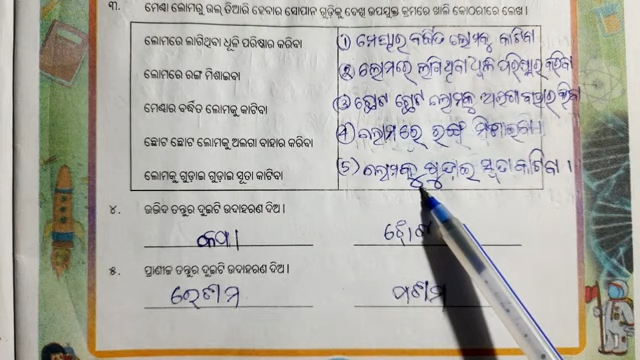 ୩. ମେଣ୍ଢା ଲୋମରୁ ଉଲ୍ ତିଆରି ହେବାର ସୋପାନ ଗୁଡ଼ିକୁ ଦେଖି ଉପଯୁକ୍ତ କ୍ରମରେ ଖାଲି କୋଠରୀରେ ଲେଖ ।
ଲୋମରେ ଲାଗିଥିବା ଧୂଳି ପରିଷ୍କାର କରିବା
(୧) ମେଣ୍ଢାର ବର୍ଦ୍ଧିତ ଲୋମକୁ କାଟିବା
ଲୋମରେ ରଙ୍ଗ ମିଶାଇବା
(୨) ଲୋମରେ ଲାଗିଥିବା ଧୂଳି ପରିଷ୍କାର କରିବା
ମେଣ୍ଢାର ବର୍ଦ୍ଧିତ ଲୋମକୁ କାଟିବା
(୩) ଛୋଟ ଛୋଟ ଲୋମକୁ ଅଲଗା ବାହାର କରିବା
ଛୋଟ ଛୋଟ ଲୋମକୁ ଅଲଗା ବାହାର କରିବା
(୪) ଲୋମରେ ରଙ୍ଗ ମିଶାଇବା ।
ଲୋମକୁ ଗୁଡ଼ାଇ ଗୁଡ଼ାଇ ସୂତା କାଟିବା
(୫) ଲୋମକୁ ଗୁଡ଼ାଇ ସୂତା କାଟିବା ।
୪. ଉଦ୍ଭିଦ ତନ୍ତୁର ଦୁଇଟି ଉଦାହରଣ ଦିଅ ।
କପା ।
୫. ପ୍ରାଣୀଜ ତନ୍ତୁର ଦୁଇଟି ଉଦାହରଣ ଦିଅ ।
ରେଶମ ପଶମ